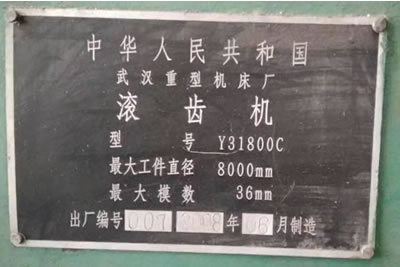 中华人民共和国
武汉重型机床厂
滚齿机
型号 Y31800C
最大工件直径 8000mm
最大模数 36mm
出厂编号 007 年06月制造